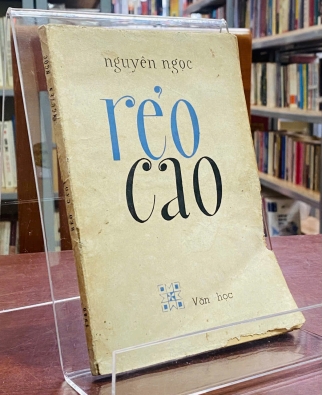 nguyên ngọc
rẻo
cao
Văn học